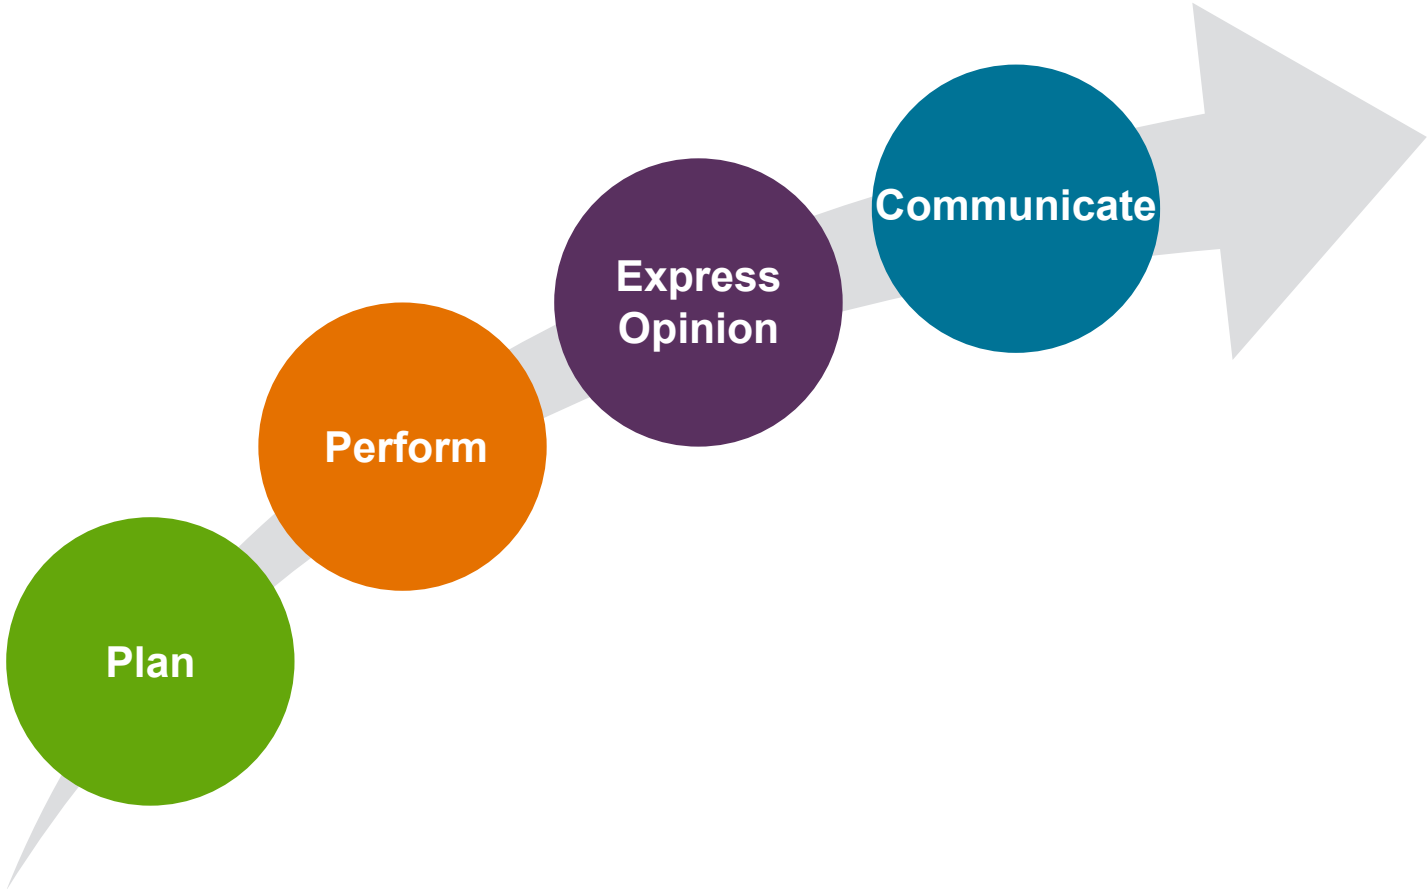 Communicate
Express
Opinion
Perform
Plan